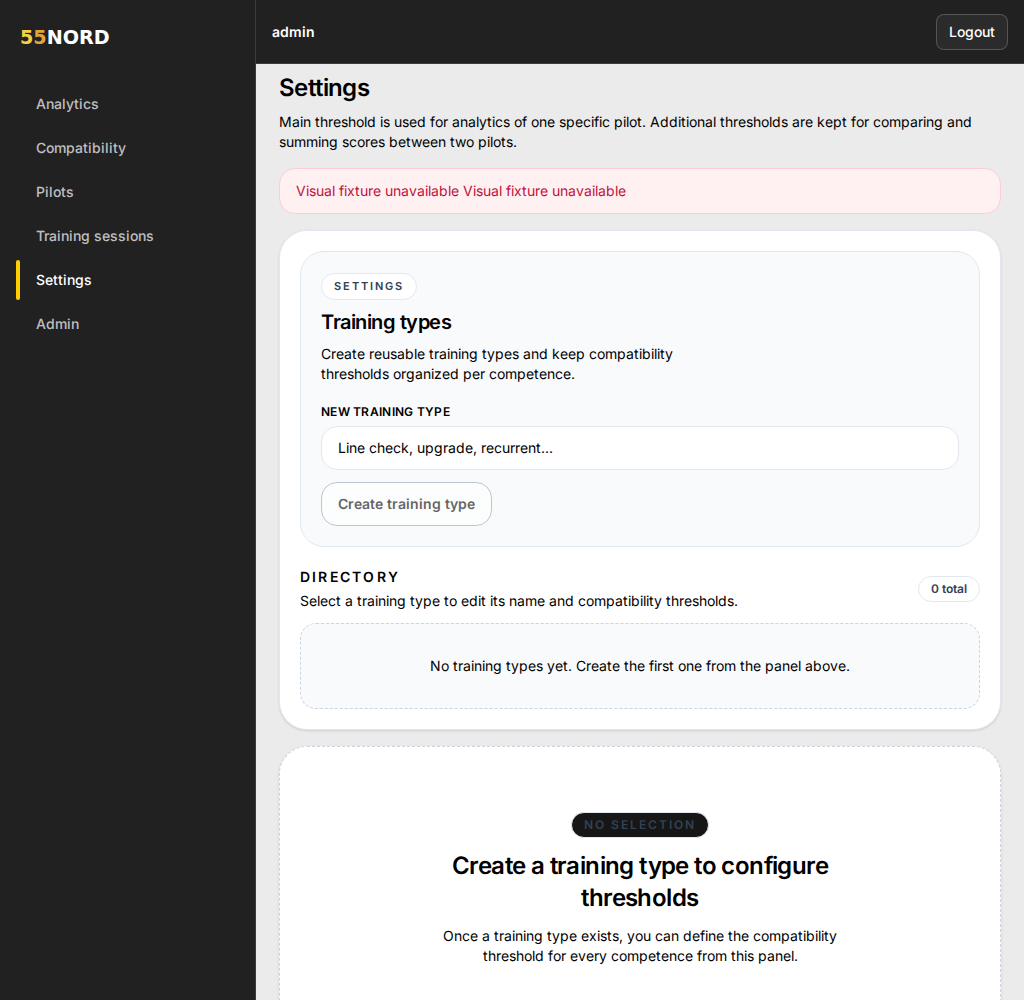 55NORD
admin
Logout
Analytics
Compatibility
Pilots
Training sessions
Settings
Admin
Settings
Main threshold is used for analytics of one specific pilot. Additional thresholds are kept for comparing and
summing scores between two pilots.
Visual fixture unavailable Visual fixture unavailable
SETTINGS
Training types
Create reusable training types and keep compatibility
thresholds organized per competence.
NEW TRAINING TYPE
Line check, upgrade, recurrent...
Create training type
DIRECTORY
Select a training type to edit its name and compatibility thresholds.
0 total
No training types yet. Create the first one from the panel above.
NO SELECTION
Create a training type to configure
thresholds
Once a training type exists, you can define the compatibility
threshold for every competence from this panel.